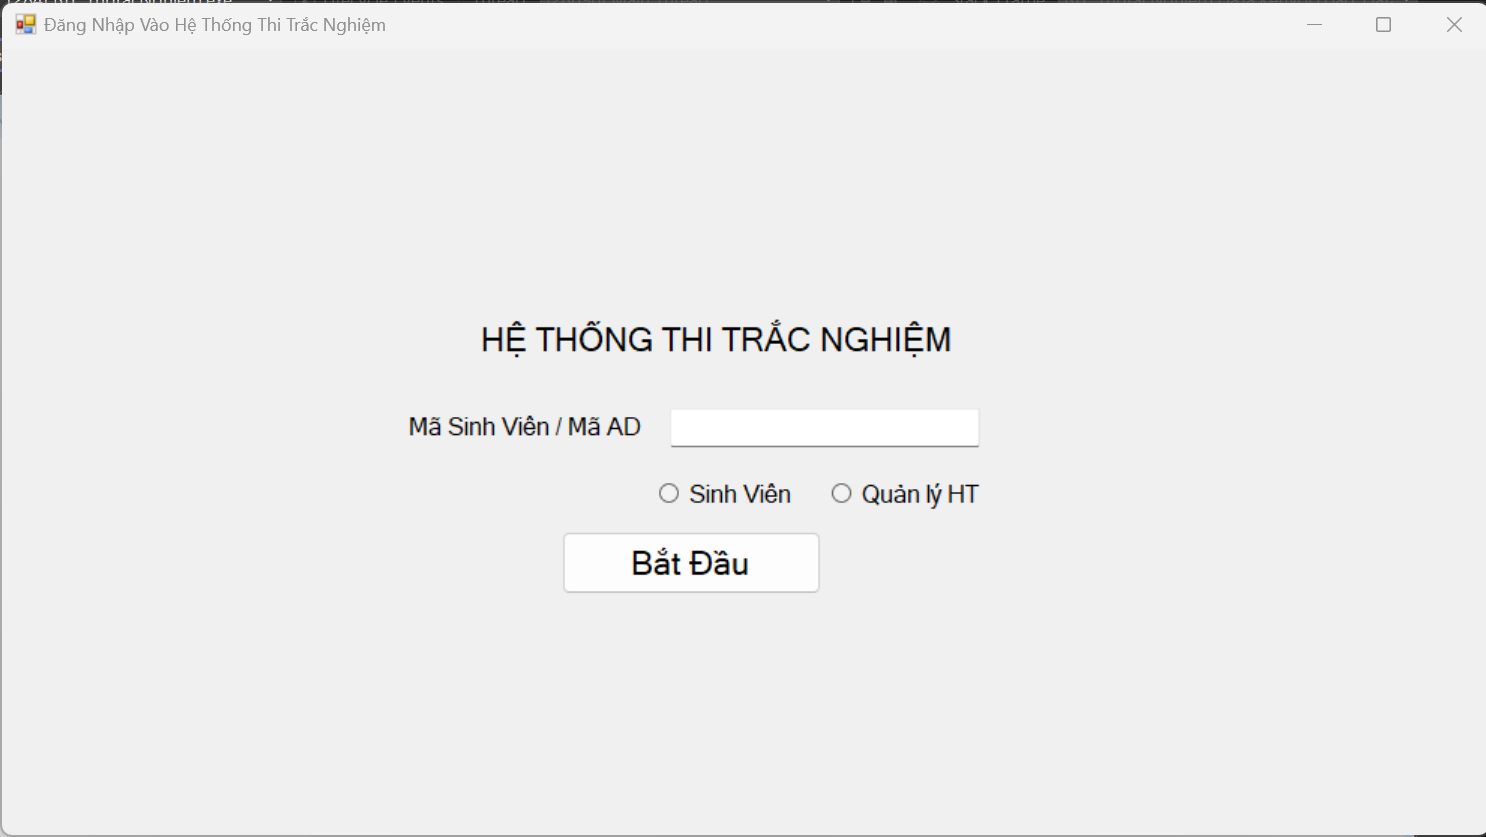 Đăng Nhập Vào Hệ Thống Thi Trắc Nghiệm
HỆ THỐNG THI TRẮC NGHIỆM
Mã Sinh Viên / Mã AD
Sinh Viên Quản lý HT
Bắt Đầu